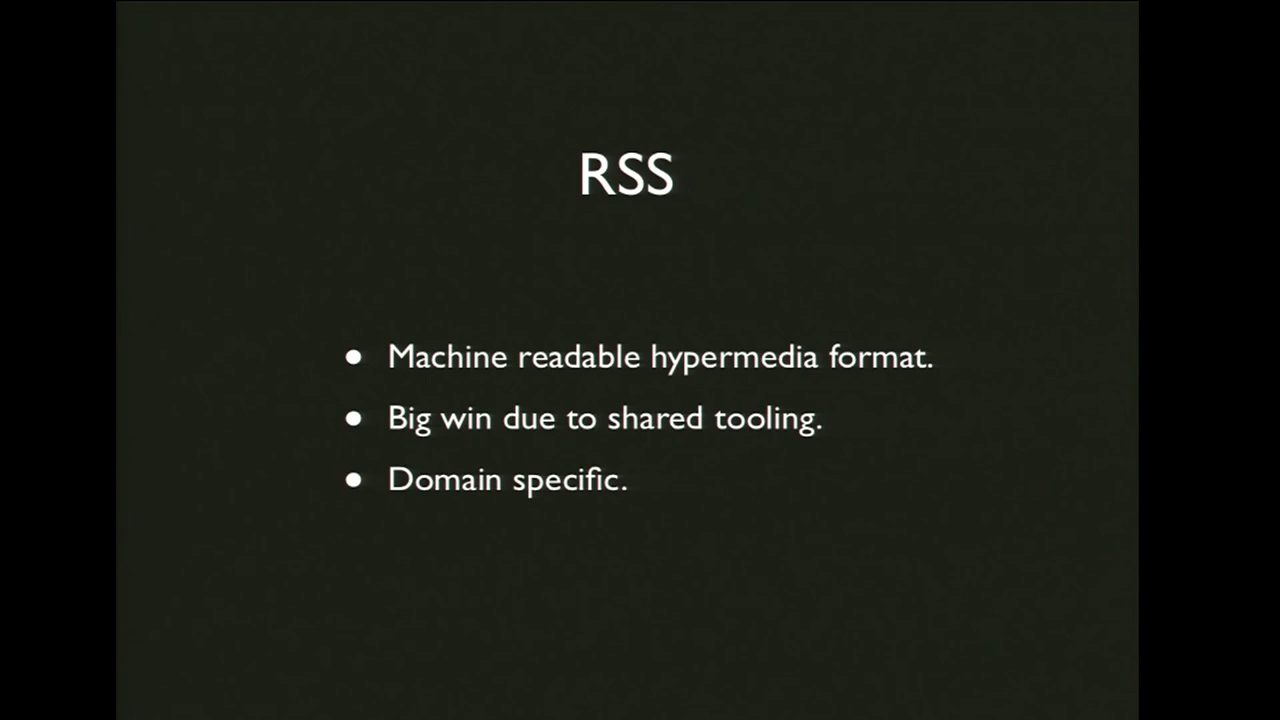 RSS
● Machine readable hypermedia format.
● Big win due to shared tooling.
● Domain specific.